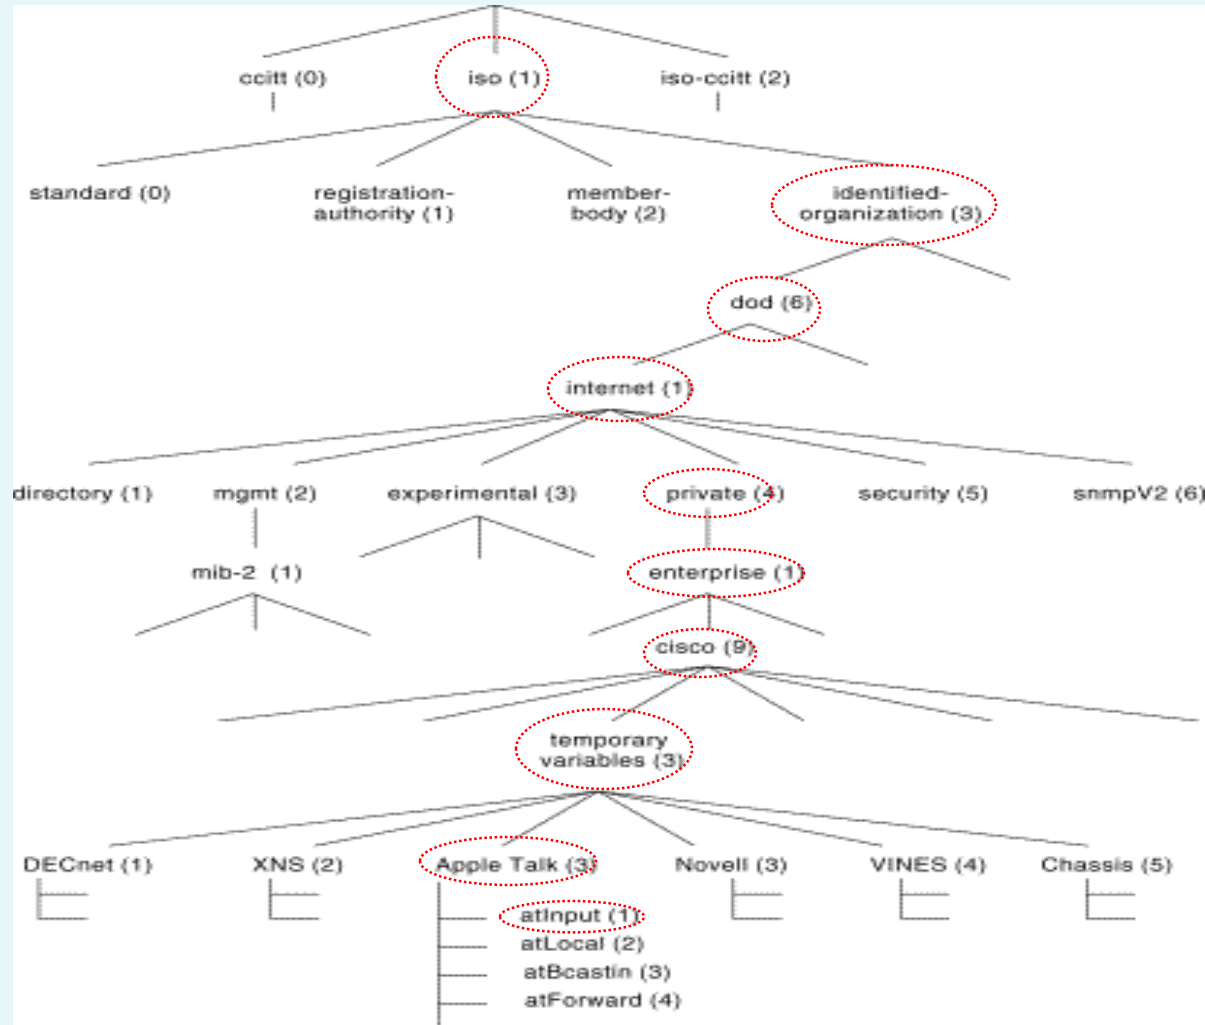 ccitt (0)
iso (1)
iso-ccitt (2)
standard (0)
registration-
authority (1)
member-
body (2)
identified-
organization (3)
dod (6)
internet (1)
directory (1)
mgmt (2)
experimental (3)
private (4)
security (5)
snmpV2 (6)
mib-2 (1)
enterprise (1)
cisco (9)
temporary
variables (3)
DECnet (1)
XNS (2)
Apple Talk (3)
Novell (3)
VINES (4)
Chassis (5)
atInput (1)
atLocal (2)
atBcastin (3)
atForward (4)